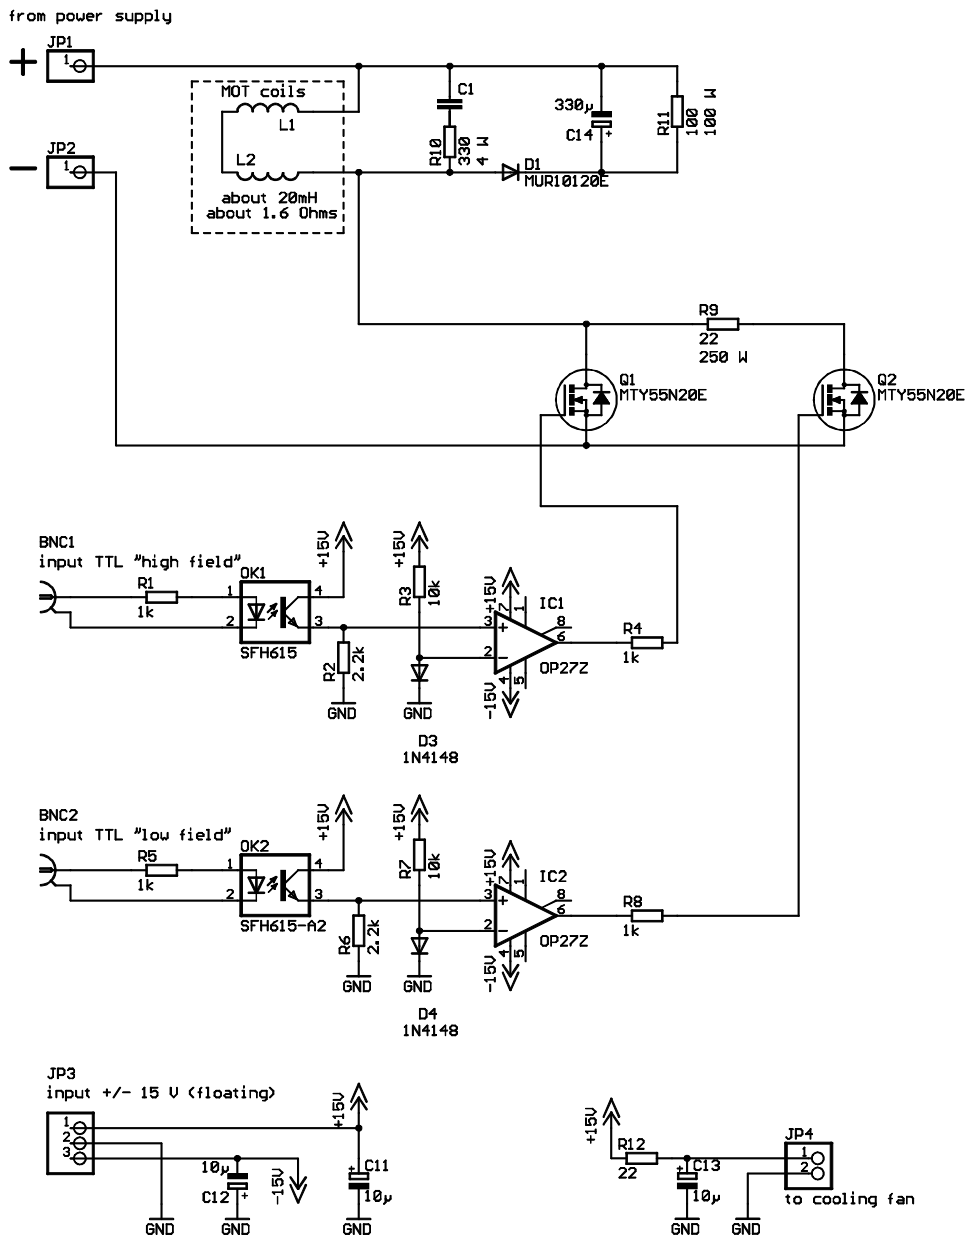 from power supply
JP1
+
1
MOT coils
L1
L2
about 20mH
about 1.6 Ohms
C1
R10
330
4 W
330µ
C14
+
R11
100
100 W
JP2
-
1
D1
MUR10120E
R9
22
250 W
Q1
MTY55N20E
Q2
MTY55N20E
BNC1
input TTL "high field"
R1
1k
OK1
1
2
4
3
SFH615
+15V
R2
2.2k
GND
+15V
R3
10k
GND
D3
1N4148
+15V
7
1
IC1
3
+
2
-
8
6
4
5
-15V
OP27Z
R4
1k
BNC2
input TTL "low field"
R5
1k
OK2
1
2
4
3
SFH615-A2
+15V
R6
2.2k
GND
+15V
R7
10k
GND
D4
1N4148
+15V
7
1
IC2
3
+
2
-
8
6
4
5
-15V
OP27Z
R8
1k
JP3
input +/- 15 V (floating)
1
2
3
GND
10µ
C12
+
GND
-15V
+15V
+
C11
10µ
GND
+15V
R12
22
+
C13
10µ
GND
GND
JP4
1
2
to cooling fan